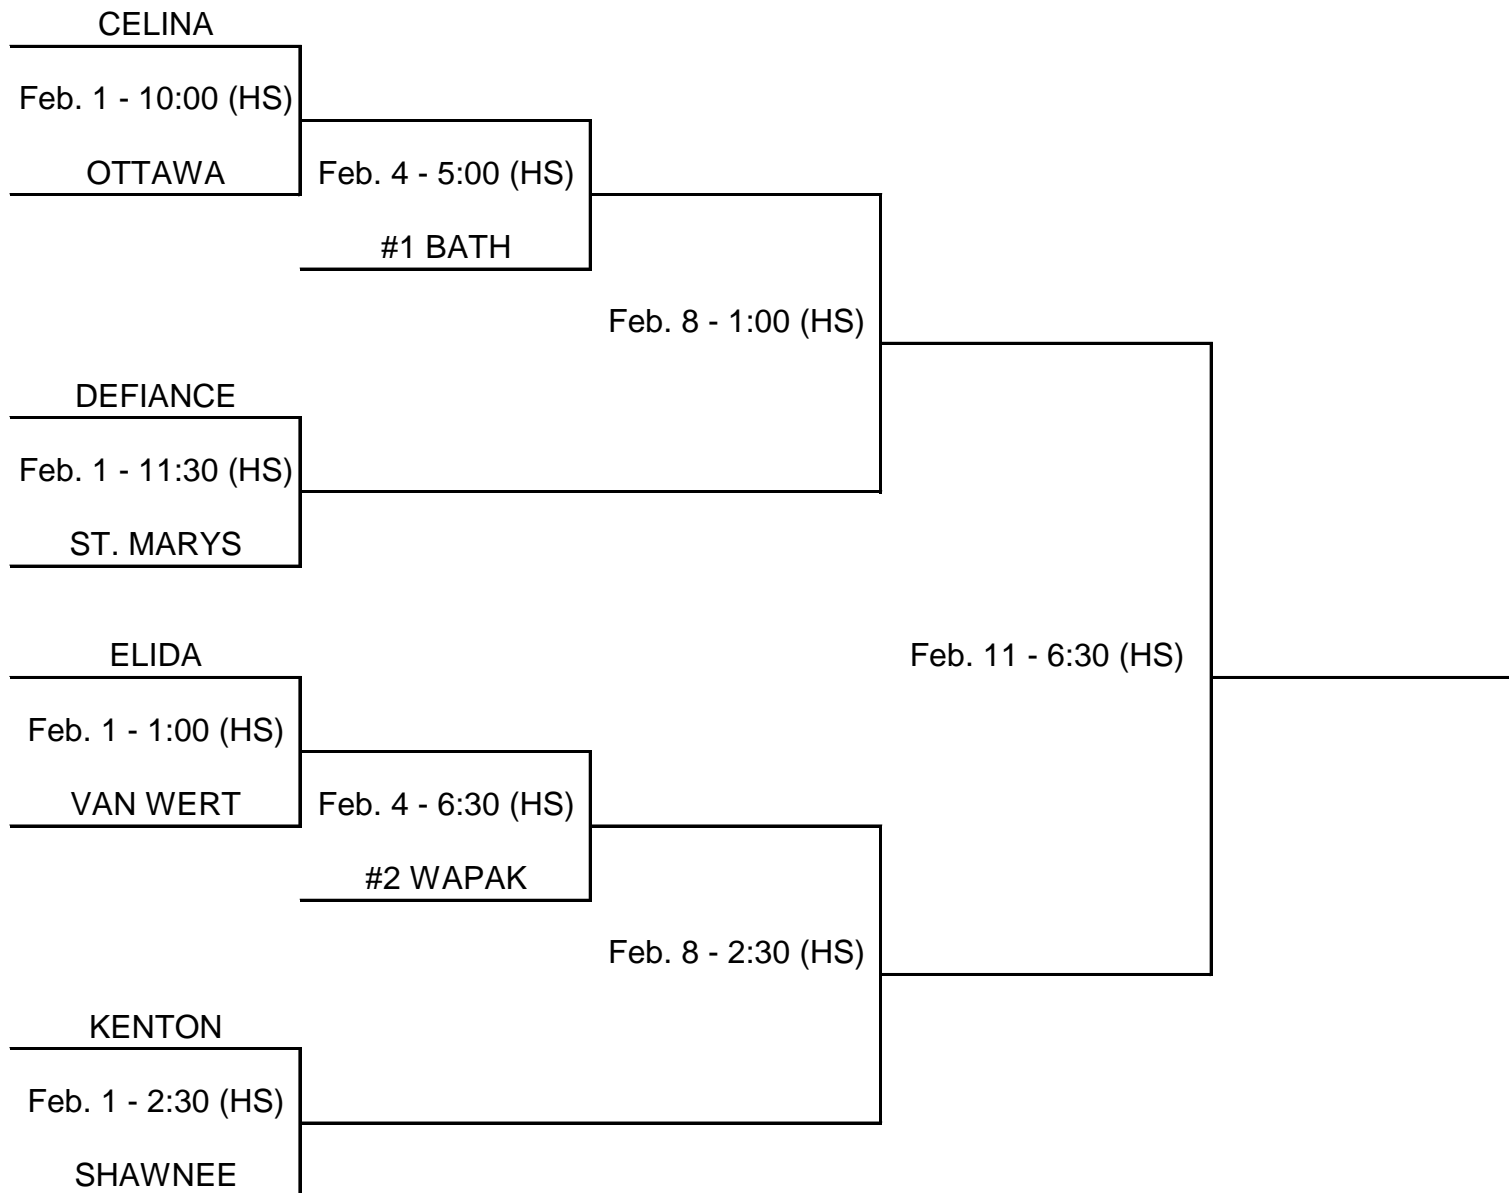 CELINA
Feb. 1 - 10:00 (HS)
OTTAWA
Feb. 4 - 5:00 (HS)
#1 BATH
Feb. 8 - 1:00 (HS)
DEFIANCE
Feb. 1 - 11:30 (HS)
ST. MARYS
ELIDA
Feb. 11 - 6:30 (HS)
Feb. 1 - 1:00 (HS)
VAN WERT
Feb. 4 - 6:30 (HS)
#2 WAPAK
Feb. 8 - 2:30 (HS)
KENTON
Feb. 1 - 2:30 (HS)
SHAWNEE